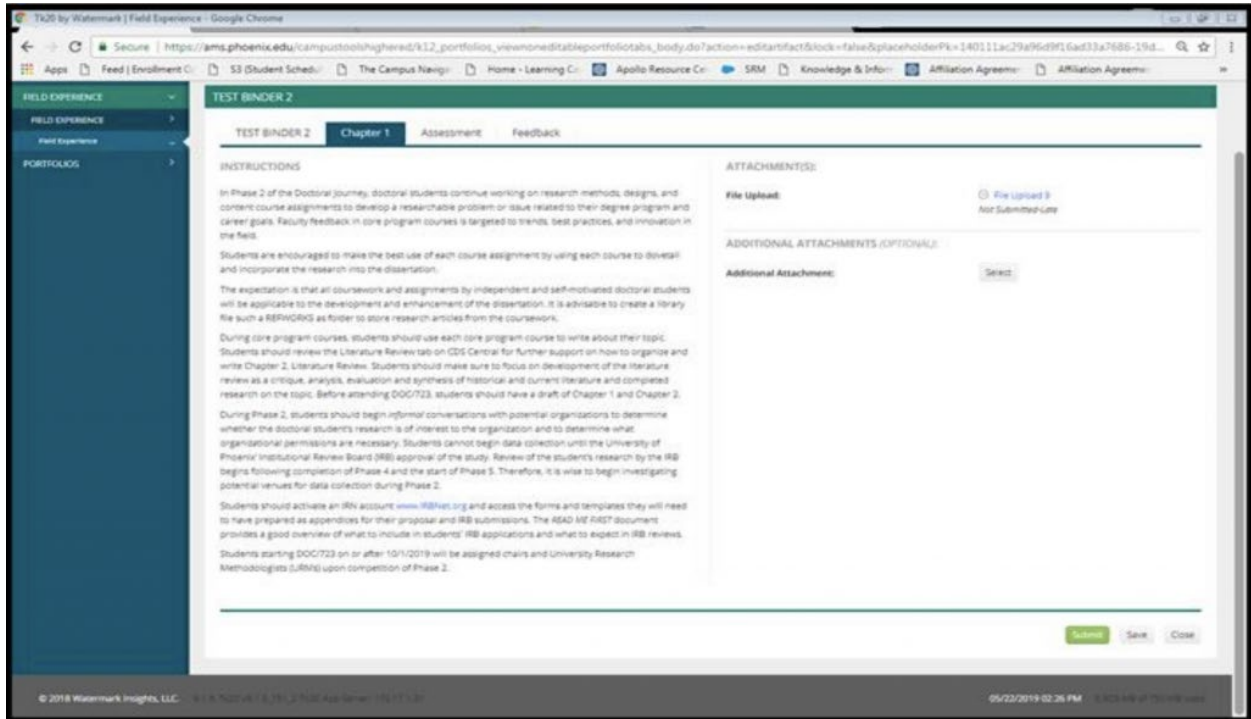 Tk20 by Watermark | Field Experience - Google Chrome
Secure | https://ams.phoenix.edu/campustoolshighered/k12_portfolios_viewnoneditableportfoliotabs_body.do?action=editartifact&lock=false&placeholderPk=140111ac29a96d9f16ad33a7686-19d...
Apps Feed | Enrollment S3 (Student Schedu The Campus Naviga Home - Learning Ce Apollo Resource Ce SRM Knowledge & Infor Affiliation Agreeme Affiliation Agreeme
FIELD EXPERIENCE
FIELD EXPERIENCE
Field Experience
PORTFOLIOS
TEST BINDER 2
TEST BINDER 2 Chapter 1 Assessment Feedback
INSTRUCTIONS
In Phase 2 of the Doctoral Journey, doctoral students continue working on research methods, designs, and
content course assignments to develop a researchable problem or issue related to their degree program and
career goals. Faculty feedback in core program courses is targeted to trends, best practices, and innovation in
the field.
Students are encouraged to make the best use of each course assignment by using each course to dovetail
and incorporate the research into the dissertation.
The expectation is that all coursework and assignments by independent and self-motivated doctoral students
will be applicable to the development and enhancement of the dissertation. It is advisable to create a library
file such a REFWORKS as folder to store research articles from the coursework.
During core program courses, students should use each core program course to write about their topic.
Students should review the Literature Review tab on CDS Central for further support on how to organize and
write Chapter 2, Literature Review. Students should make sure to focus on development of the literature
review as a critique, analysis, evaluation and synthesis of historical and current literature and completed
research on the topic. Before attending DOC/723, students should have a draft of Chapter 1 and Chapter 2.
During Phase 2, students should begin informal conversations with potential organizations to determine
whether the doctoral student's research is of interest to the organization and to determine what
organizational permissions are necessary. Students cannot begin data collection until the University of
Phoenix' Institutional Review Board (IRB) approval of the study. Review of the student's research by the IRB
begins following completion of Phase 4 and the start of Phase 5. Therefore, it is wise to begin investigating
potential venues for data collection during Phase 2.
Students should activate an IRN account www.IRBNet.org and access the forms and templates they will need
to have prepared as appendices for their proposal and IRB submissions. The READ ME FIRST document
provides a good overview of what to include in students' IRB applications and what to expect in IRB reviews.
Students starting DOC/723 on or after 10/1/2019 will be assigned chairs and University Research
Methodologists (URMs) upon competition of Phase 2.
ATTACHMENT(S):
File Upload: File Upload 9
Not Submitted-Late
ADDITIONAL ATTACHMENTS (OPTIONAL):
Additional Attachment: Select
Submit Save Close
© 2018 Watermark Insights, LLC.
05/22/2019 02:26 PM